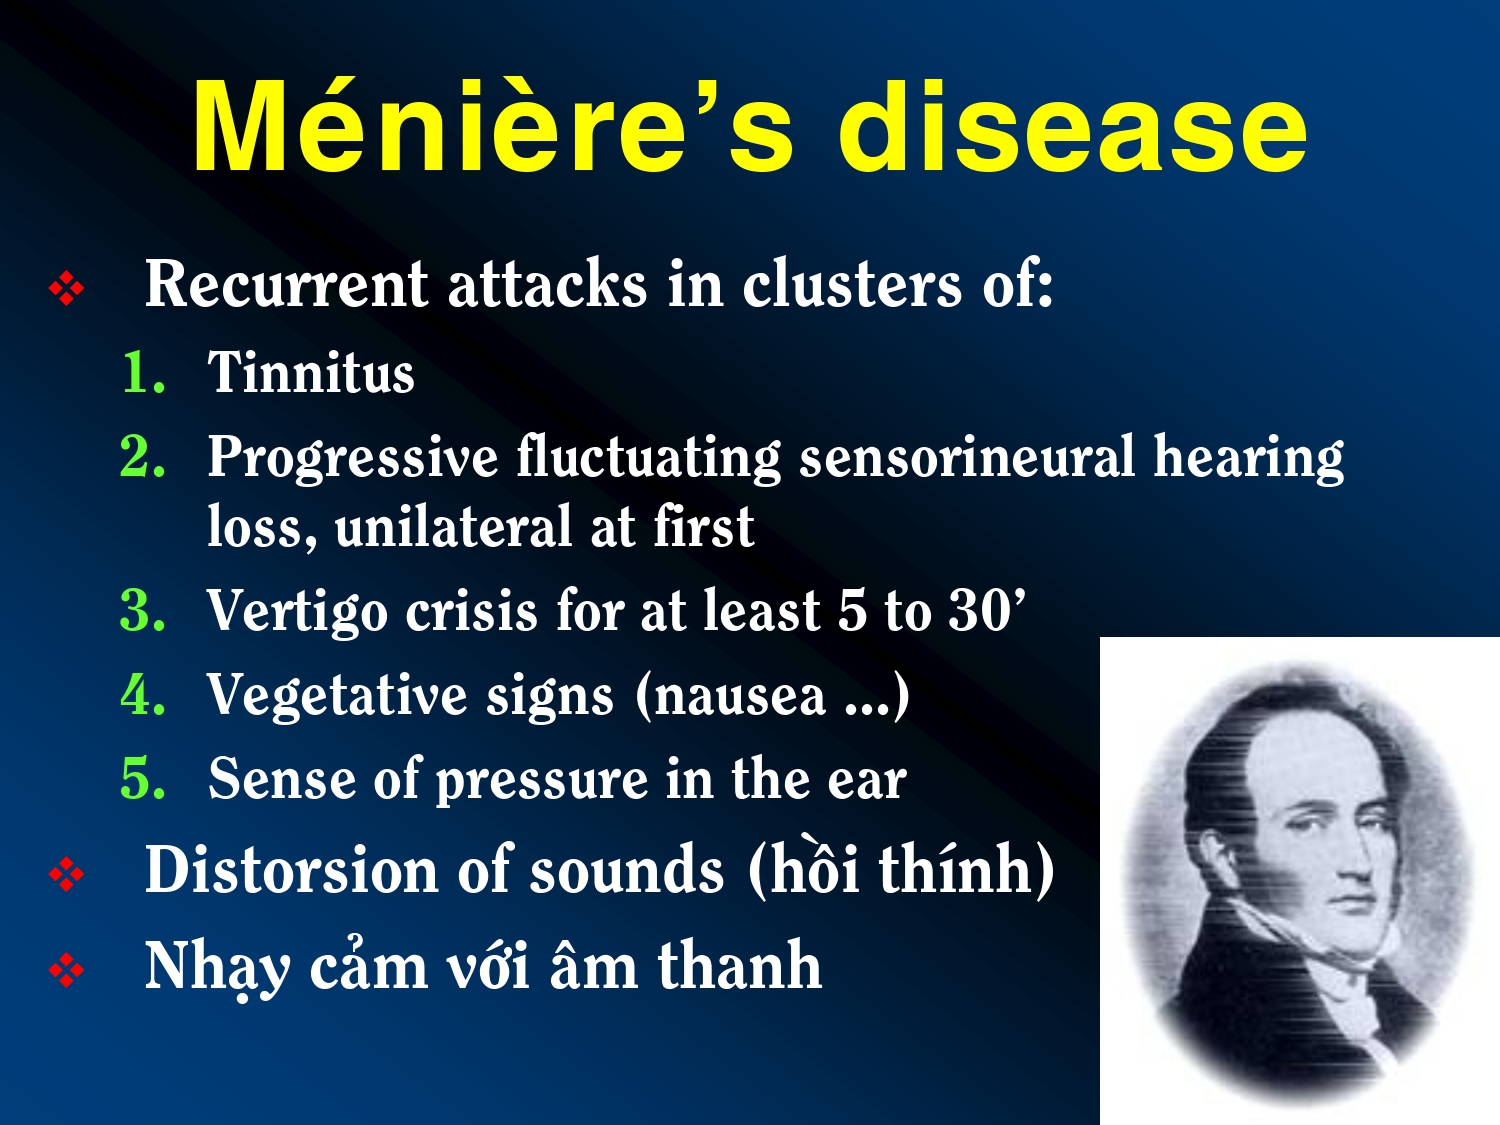 Ménière’s disease
❖ Recurrent attacks in clusters of:
1. Tinnitus
2. Progressive fluctuating sensorineural hearing
loss, unilateral at first
3. Vertigo crisis for at least 5 to 30’
4. Vegetative signs (nausea ...)
5. Sense of pressure in the ear
❖ Distorsion of sounds (hồi thính)
❖ Nhạy cảm với âm thanh